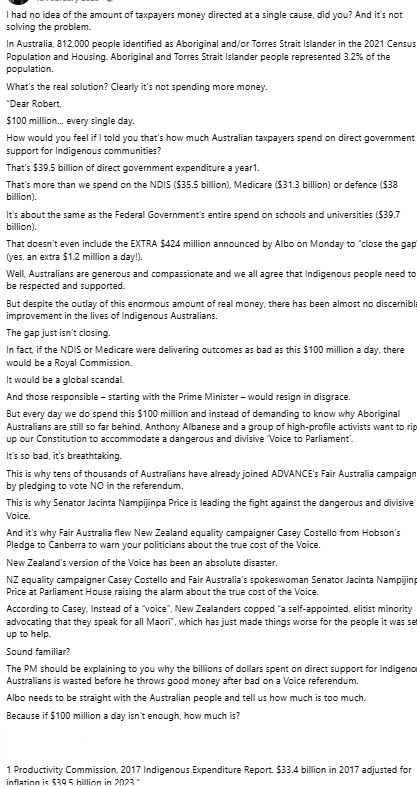 I had no idea of the amount of taxpayers money directed at a single cause, did you? And it's not
solving the problem.
In Australia, 812,000 people identified as Aboriginal and/or Torres Strait Islander in the 2021 Census
Population and Housing. Aboriginal and Torres Strait Islander people represented 3.2% of the
population.
What's the real solution? Clearly it's not spending more money.
"Dear Robert,
$100 million... every single day.
How would you feel if I told you that's how much Australian taxpayers spend on direct government
support for Indigenous communities?
That's $39.5 billion of direct government expenditure a year1.
That's more than we spend on the NDIS ($35.5 billion), Medicare ($31.3 billion) or defence ($38
billion).
It's about the same as the Federal Government's entire spend on schools and universities ($39.7
billion).
That doesn't even include the EXTRA $424 million announced by Albo on Monday to "close the gap"
(yes, an extra $1.2 million a day!).
Well, Australians are generous and compassionate and we all agree that Indigenous people need to
be respected and supported.
But despite the outlay of this enormous amount of real money, there has been almost no discernibl
improvement in the lives of Indigenous Australians.
The gap just isn't closing.
In fact, if the NDIS or Medicare were delivering outcomes as bad as this $100 million a day, there
would be a Royal Commission.
It would be a global scandal.
And those responsible – starting with the Prime Minister – would resign in disgrace.
But every day we do spend this $100 million and instead of demanding to know why Aboriginal
Australians are still so far behind, Anthony Albanese and a group of high-profile activists want to rip
up our Constitution to accommodate a dangerous and divisive 'Voice to Parliament'.
It's so bad, it's breathtaking.
This is why tens of thousands of Australians have already joined ADVANCE's Fair Australia campaign
by pledging to vote NO in the referendum.
This is why Senator Jacinta Nampijinpa Price is leading the fight against the dangerous and divisive
Voice.
And it's why Fair Australia flew New Zealand equality campaigner Casey Costello from Hobson's
Pledge to Canberra to warn your politicians about the true cost of the Voice.
New Zealand's version of the Voice has been an absolute disaster.
NZ equality campaigner Casey Costello and Fair Australia's spokeswoman Senator Jacinta Nampijinp
Price at Parliament House raising the alarm about the true cost of the Voice.
According to Casey, Instead of a "voice", New Zealanders copped "a self-appointed, elitist minority
advocating that they speak for all Maori", which has just made things worse for the people it was se
up to help.
Sound familiar?
The PM should be explaining to you why the billions of dollars spent on direct support for Indigeno
Australians is wasted before he throws good money after bad on a Voice referendum.
Albo needs to be straight with the Australian people and tell us how much is too much.
Because if $100 million a day isn't enough, how much is?
1 Productivity Commission, 2017 Indigenous Expenditure Report. $33.4 billion in 2017 adjusted for
inflation is $39.5 billion in 2023."